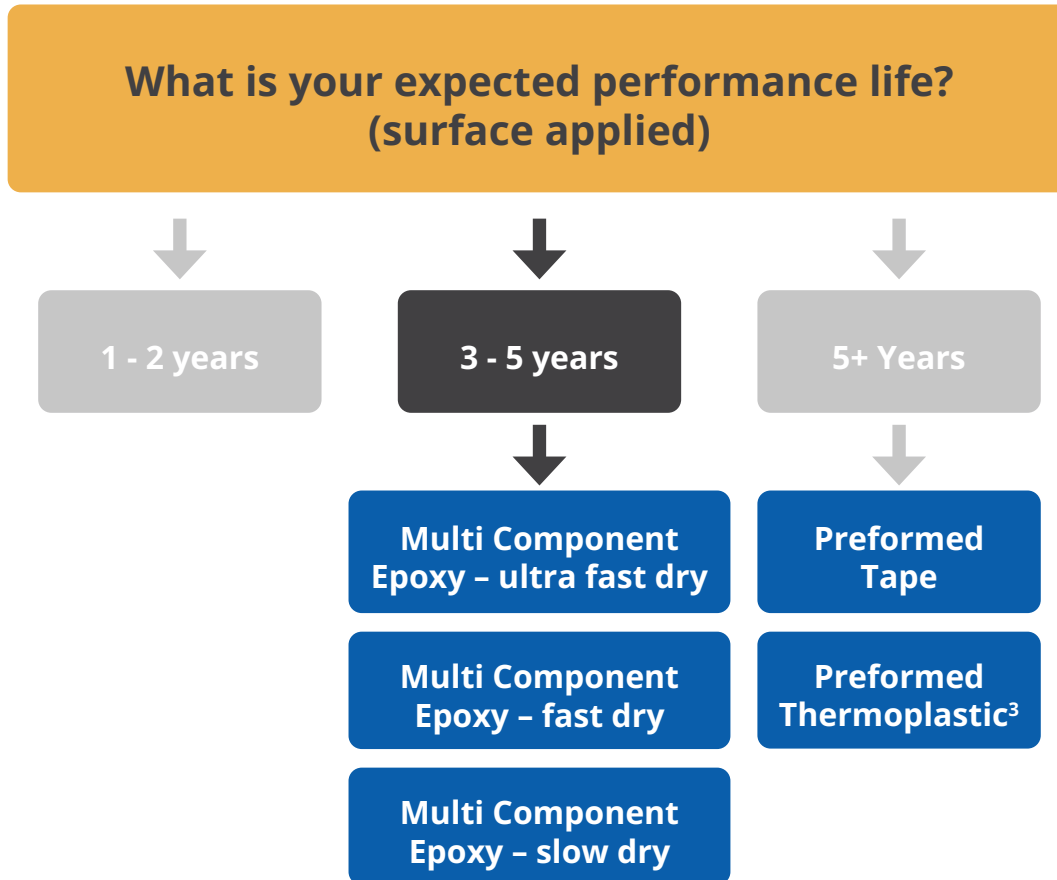 What is your expected performance life?
(surface applied)
1 - 2 years
3 - 5 years
5+ Years
Multi Component
Epoxy – ultra fast dry
Preformed
Tape
Multi Component
Epoxy – fast dry
Preformed
Thermoplastic³
Multi Component
Epoxy – slow dry